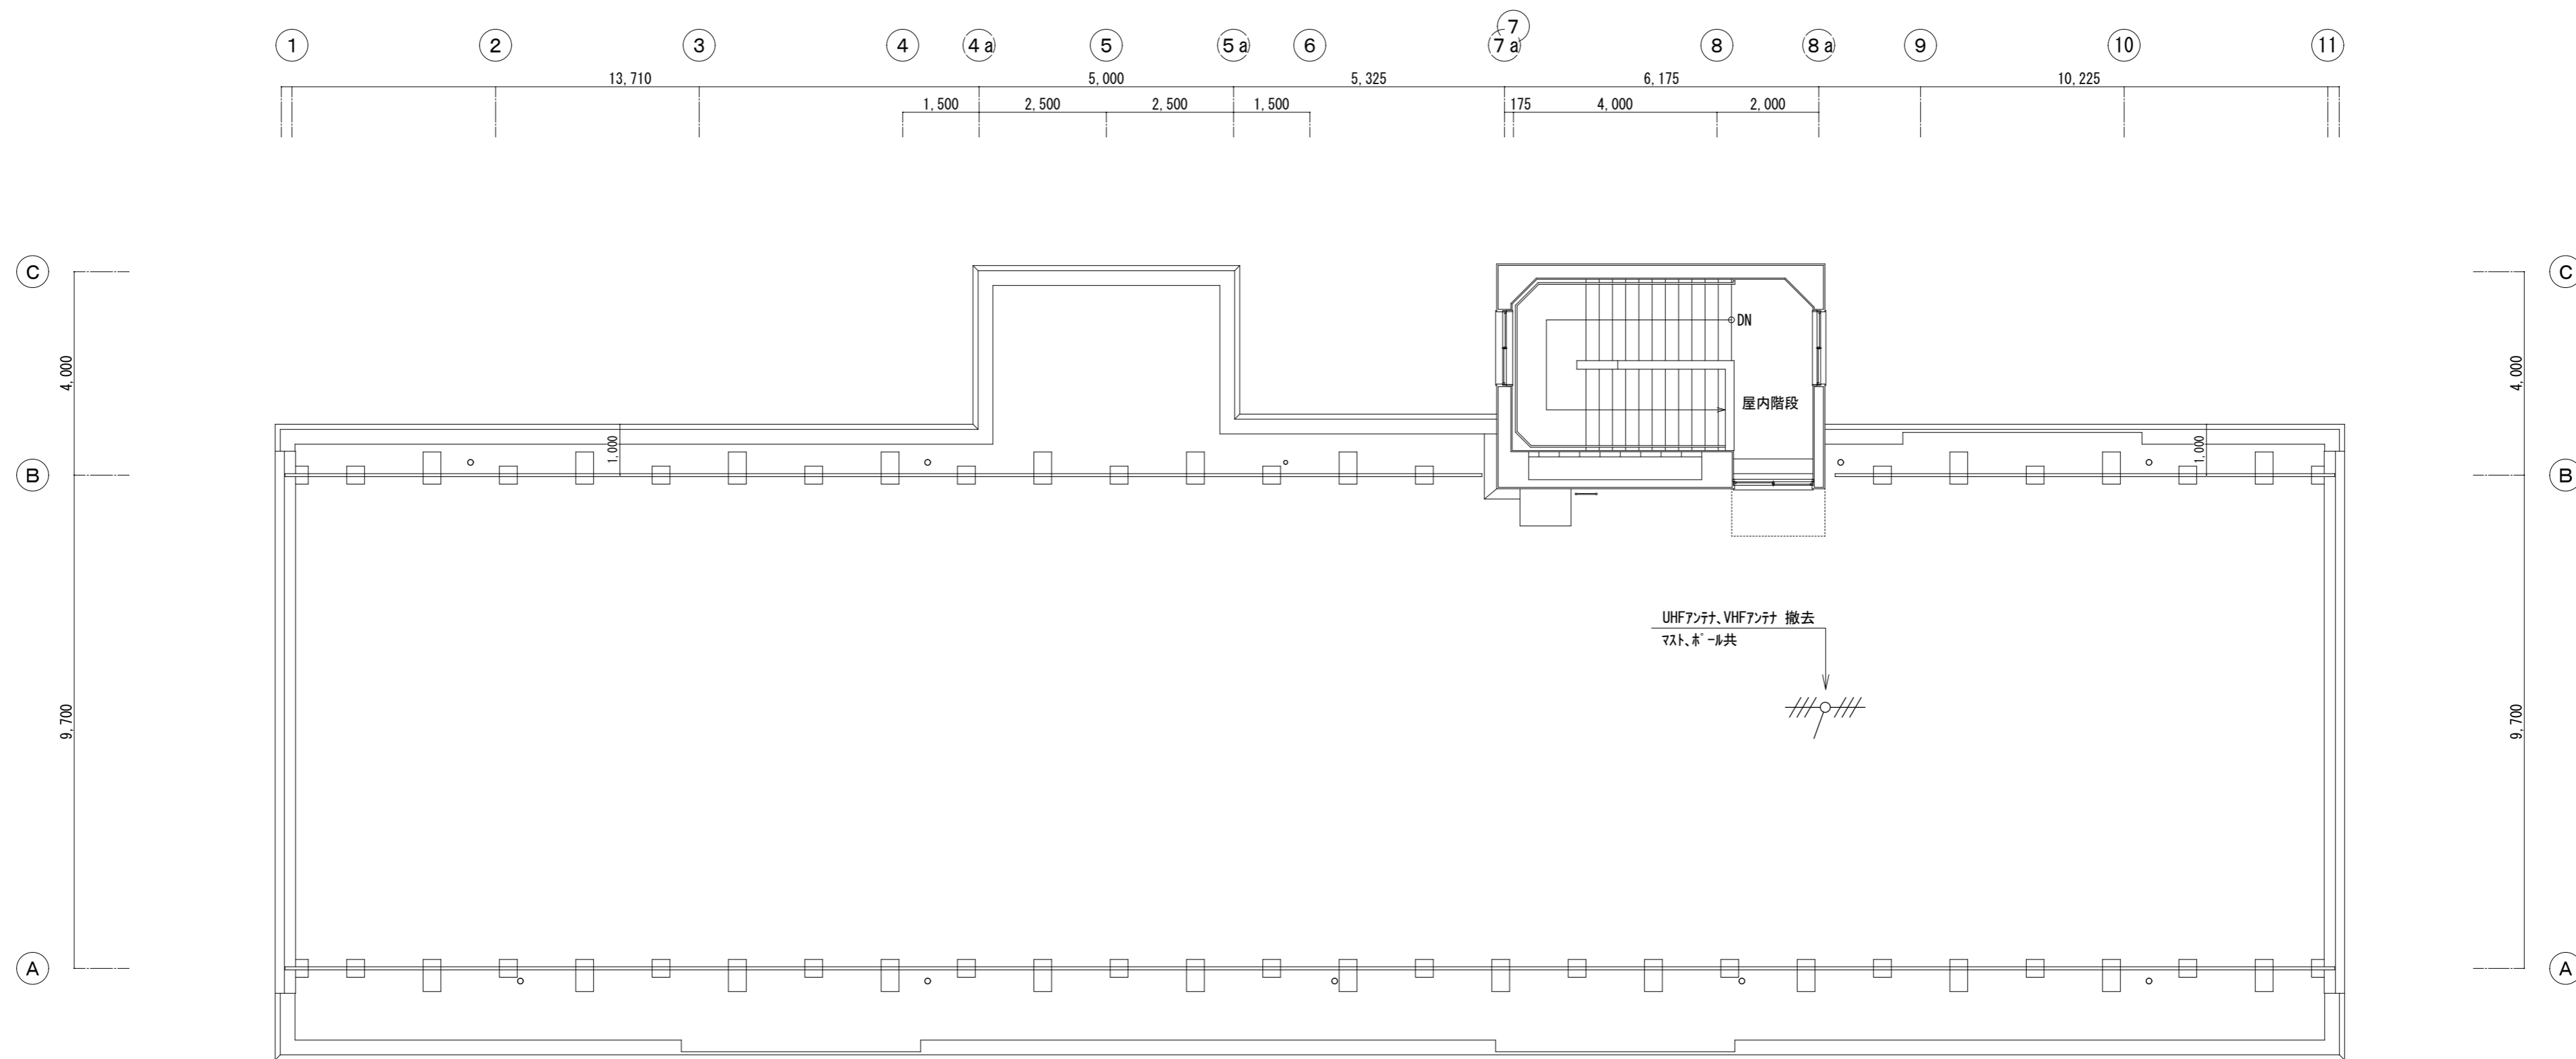 7
1 2 3 4 4a 5 5a 6 7a 8 8a 9 10 11
13,710 5,000 5,325 6,175 10,225
1,500 2,500 2,500 1,500 175 4,000 2,000
C C
DN
4,000 4,000
屋内階段
1,000 1,000
B B
UHFアンテナ、VHFアンテナ 撤去
マスト、ポール共
9,700 9,700
A A